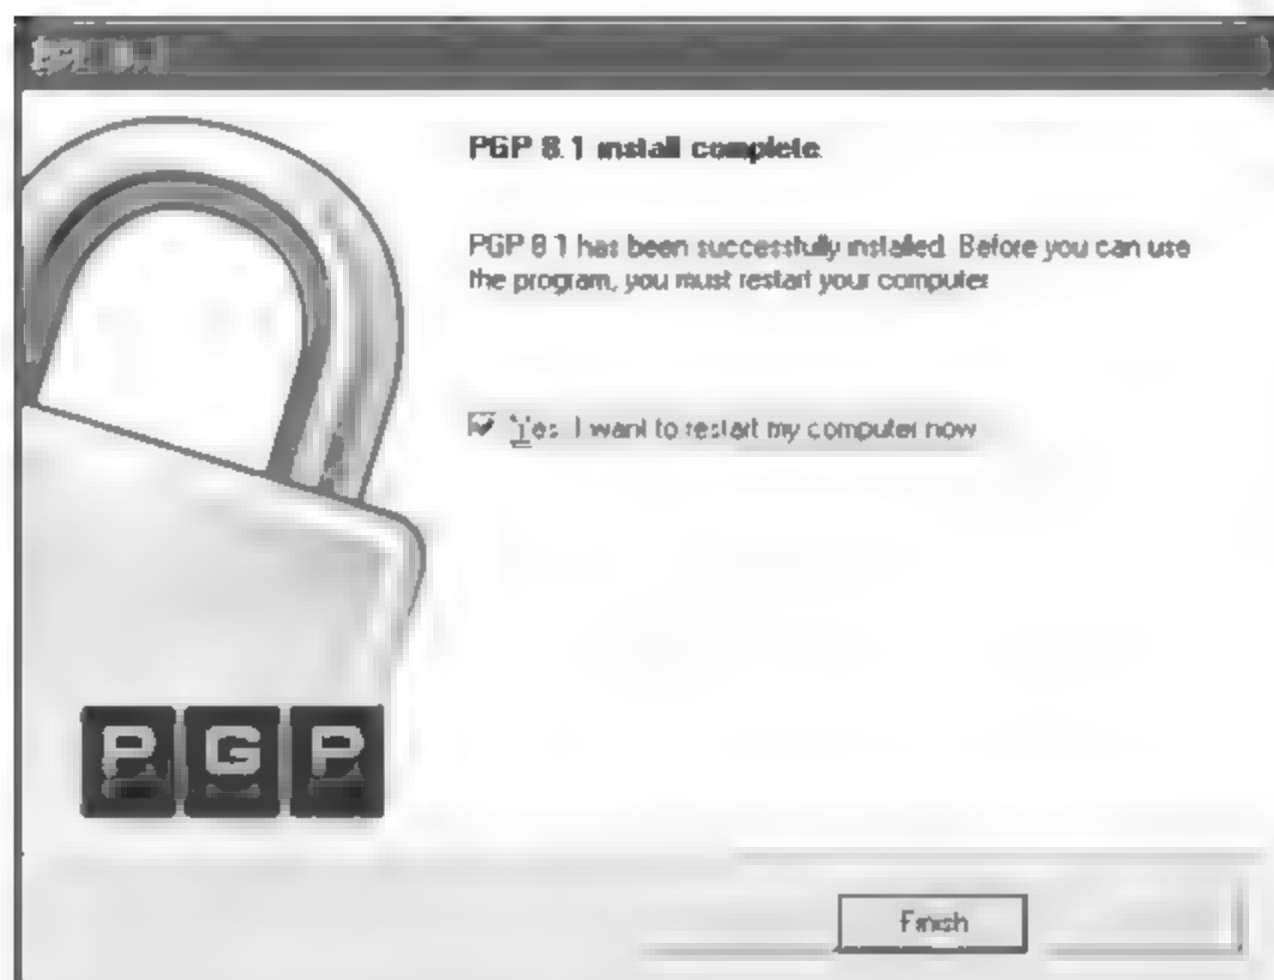 PGP 8.1 install complete
PGP 8.1 has been successfully installed. Before you can use
the program, you must restart your computer
Yes I want to restart my computer now
PGP
Finish